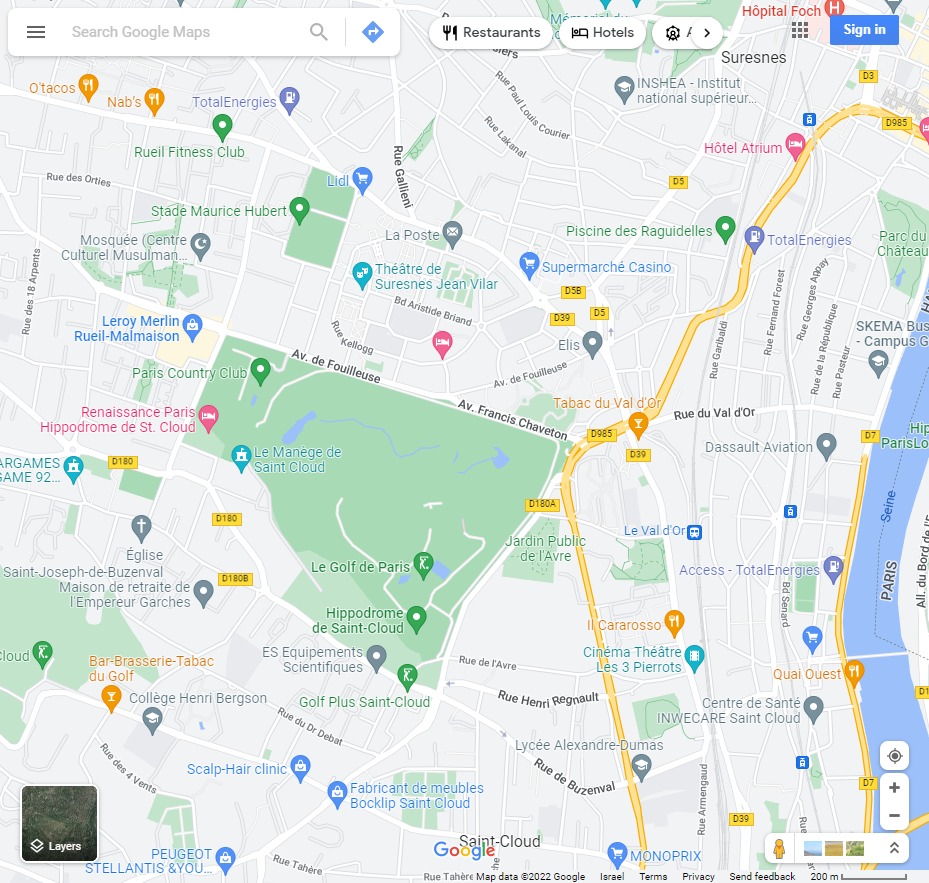 Hôpital Foch
H
Search Google Maps
Restaurants
Hotels
Sign in
Mémorial du
Suresnes
O'tacos
Nab's
TotalEnergies
INSHEA - Institut
national supérieur...
D3
D985
Rue Paul Louis Courier
Rue Lakanal
Rueil Fitness Club
Hôtel Atrium
Rue Gallieni
Rue des Orties
Lidl
D5
Stade Maurice Hubert
La Poste
Piscine des Raguidelles
TotalEnergies
Parc du
Château
Mosquée (Centre
Culturel Musulman...
Théâtre de
Suresnes Jean Vilar
Supermarché Casino
Rue des 18 Arpents
D5B
D39
D5
Bd Aristide Briand
Rue Kellogg
Leroy Merlin
Rueil-Malmaison
Elis
Rue Garibaldi
Rue Fernand Forest
Rue Georges Appay
Rue de la République
Rue Pasteur
SKEMA Bus
- Campus G
Av. de Fouilleuse
Paris Country Club
Av. de Fouilleuse
Av. Francis Chaveton
Tabac du Val d'Or
Rue du Val d'Or
Renaissance Paris
Hippodrome de St. Cloud
D985
D39
D7
Dassault Aviation
Hip
ParisLo
Le Manège de
Saint Cloud
ARGAMES
GAME 92...
D180
D180A
D180
Seine
Le Val d'Or
Jardin Public
de l'Avre
Église
Saint-Joseph-de-Buzenval
Le Golf de Paris
Access - TotalEnergies
PARIS
All. du Bord de l'E
Maison de retraite de
l'Empereur Garches
D180B
Bd Senard
Hippodrome
de Saint-Cloud
Il Cararosso
Cloud
ES Equipements
Scientifiques
Rue de l'Avre
Cinéma Théâtre
Les 3 Pierrots
Bar-Brasserie-Tabac
du Golf
Quai Ouest
Golf Plus Saint-Cloud
Rue Henri Regnault
Collège Henri Bergson
Centre de Santé
INWECARE Saint Cloud
D1
Rue du Dr Debat
Lycée Alexandre-Dumas
Rue des 4 Vents
Scalp-Hair clinic
Rue de Buzenval
Fabricant de meubles
Bocklip Saint Cloud
Rue Armengaud
D7
D39
Layers
Saint-Cloud
Google
PEUGEOT
STELLANTIS &YOU...
Rue Tahère
MONOPRIX
Rue Tahère
Map data ©2022 Google
Israel
Terms
Privacy
Send feedback
200 m